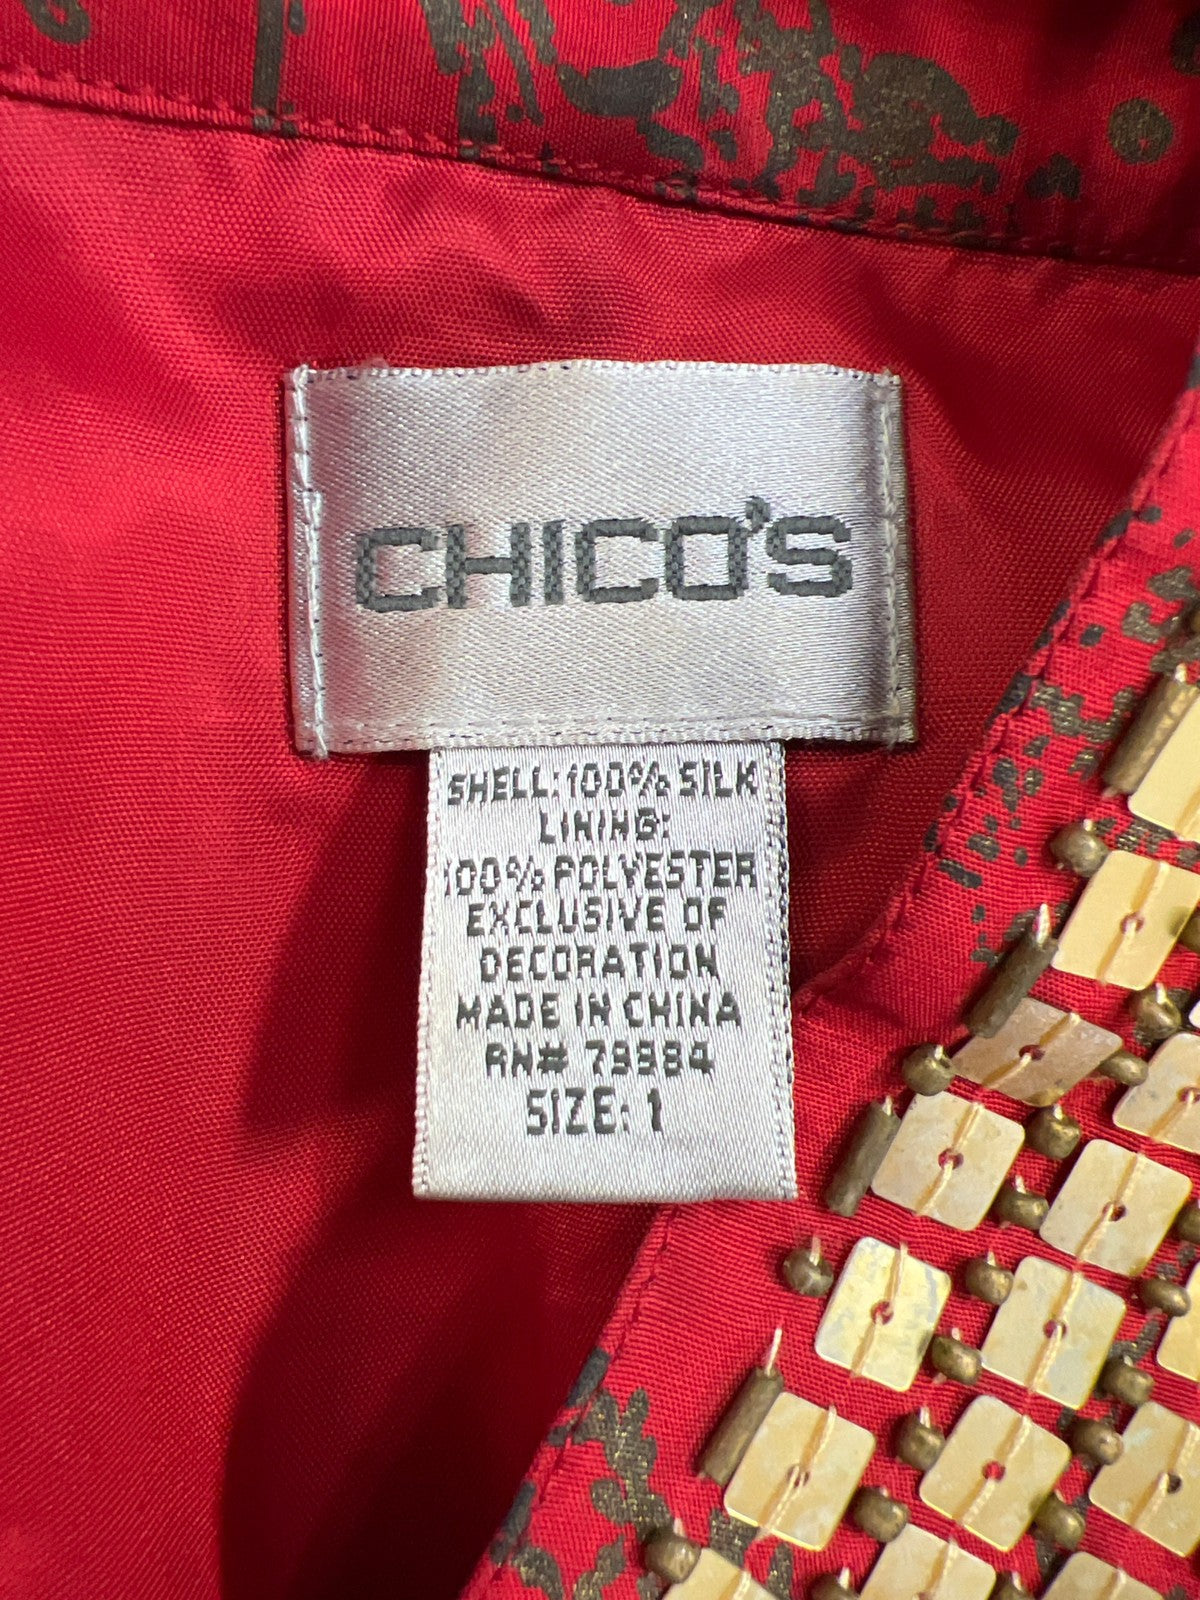 CHICO'S
SHELL: 100% SILK
LINING:
100% POLYESTER
EXCLUSIVE OF
DECORATION
MADE IN CHINA
RN# 79984
SIZE: 1